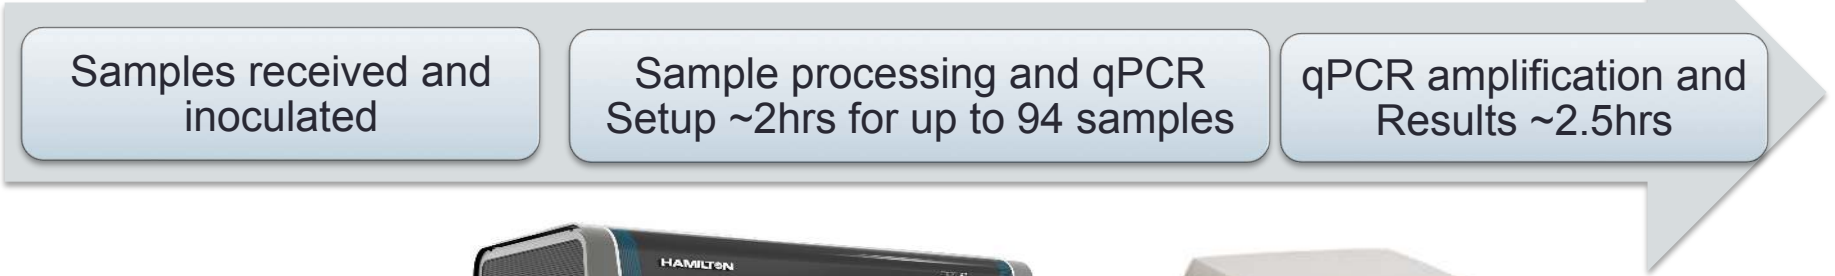 Samples received and
inoculated
Sample processing and qPCR
Setup ~2hrs for up to 94 samples
qPCR amplification and
Results ~2.5hrs
HAMILTON